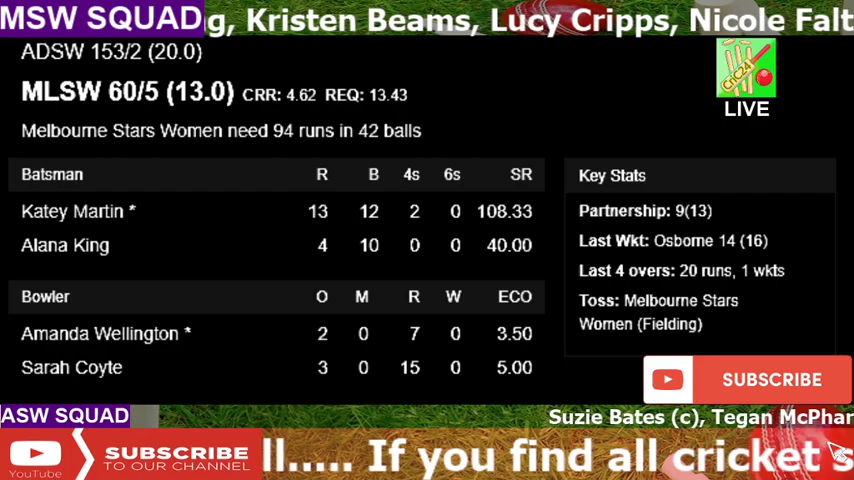 MSW SQUAD g, Kristen Beams, Lucy Cripps, Nicole Falt
ADSW 153/2 (20.0)
MLSW 60/5 (13.0) CRR: 4.62 REQ: 13.43
CriC24
LIVE
Melbourne Stars Women need 94 runs in 42 balls
Batsman R B 4s 6s SR
Katey Martin * 13 12 2 0 108.33
Alana King 4 10 0 0 40.00
Bowler O M R W ECO
Amanda Wellington * 2 0 7 0 3.50
Sarah Coyte 3 0 15 0 5.00
Key Stats
Partnership: 9(13)
Last Wkt: Osborne 14 (16)
Last 4 overs: 20 runs, 1 wkts
Toss: Melbourne Stars
Women (Fielding)
SUBSCRIBE
ASW SQUAD Suzie Bates (c), Tegan McPhar
YouTube SUBSCRIBE TO OUR CHANNEL ll..... If you find all cricket s